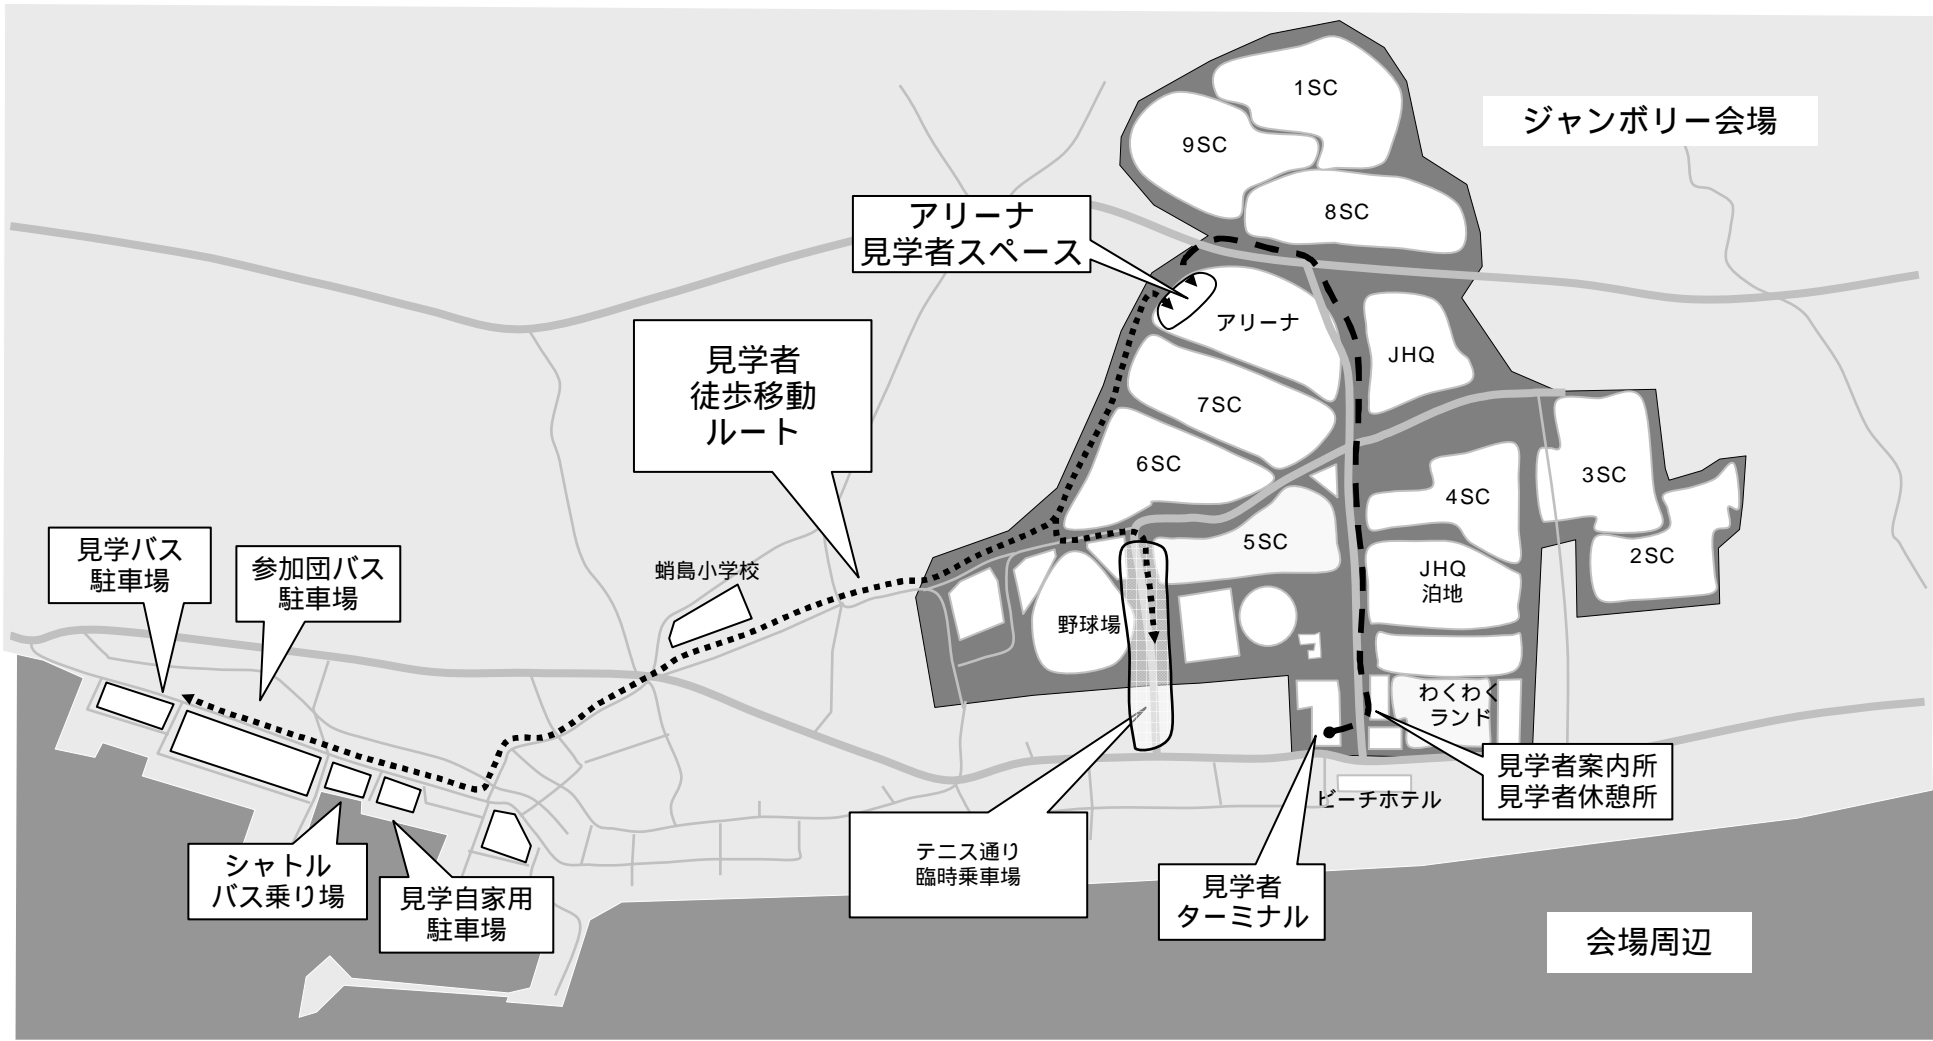 1SC
ジャンボリー会場
9SC
8SC
アリーナ
見学者スペース
アリーナ
見学者
徒歩移動
ルート
JHQ
7SC
6SC
3SC
4SC
5SC
2SC
見学バス
駐車場
参加団バス
駐車場
蛸島小学校
JHQ
泊地
野球場
わくわく
ランド
見学者案内所
見学者休憩所
ビーチホテル
テニス通り
臨時乗車場
シャトル
バス乗り場
見学自家用
駐車場
見学者
ターミナル
会場周辺